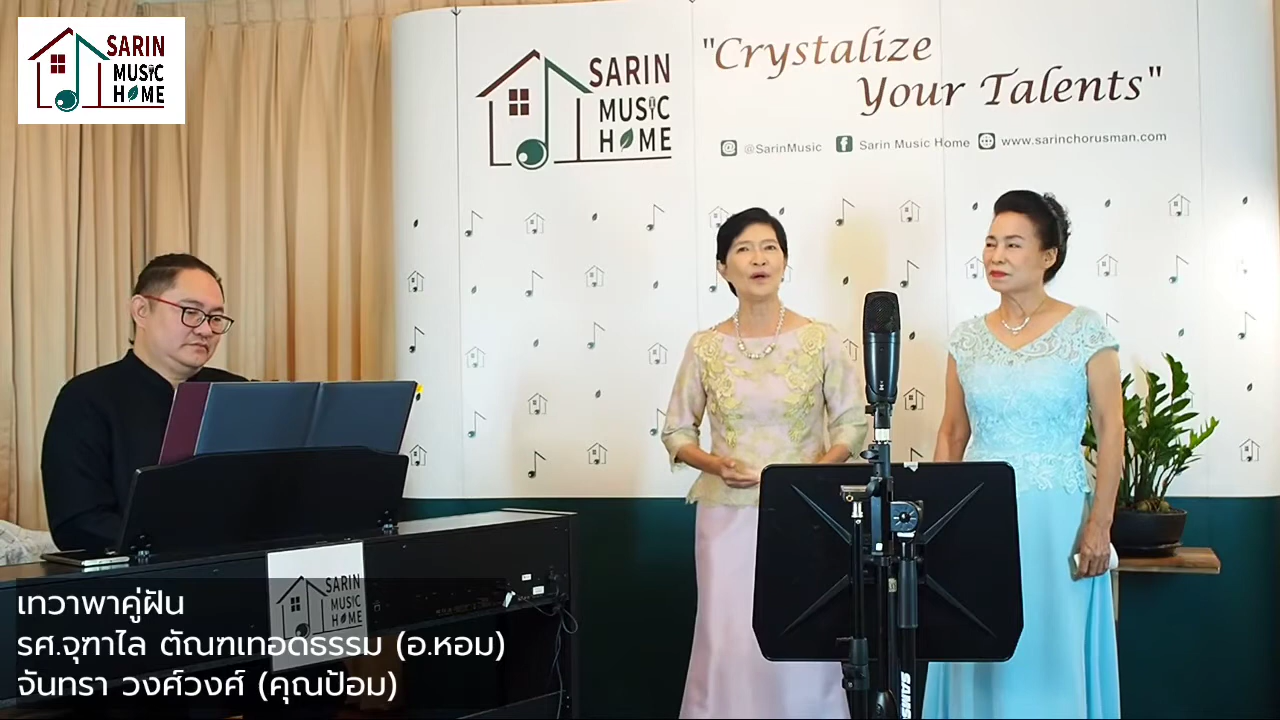 SARIN
MUSIC
HOME
SARIN
MUSIC
HOME
"Crystalize
Your Talents"
@SarinMusic
Sarin Music Home
www.sarinchorusman.com
SARIN
MUSIC
HOME
SAMS
เทวาพาคู่ฝัน
รศ.จุฑาไล ตัณฑเทอดธรรม (อ.หอม)
จันทรา วงศ์วงศ์ (คุณป้อม)